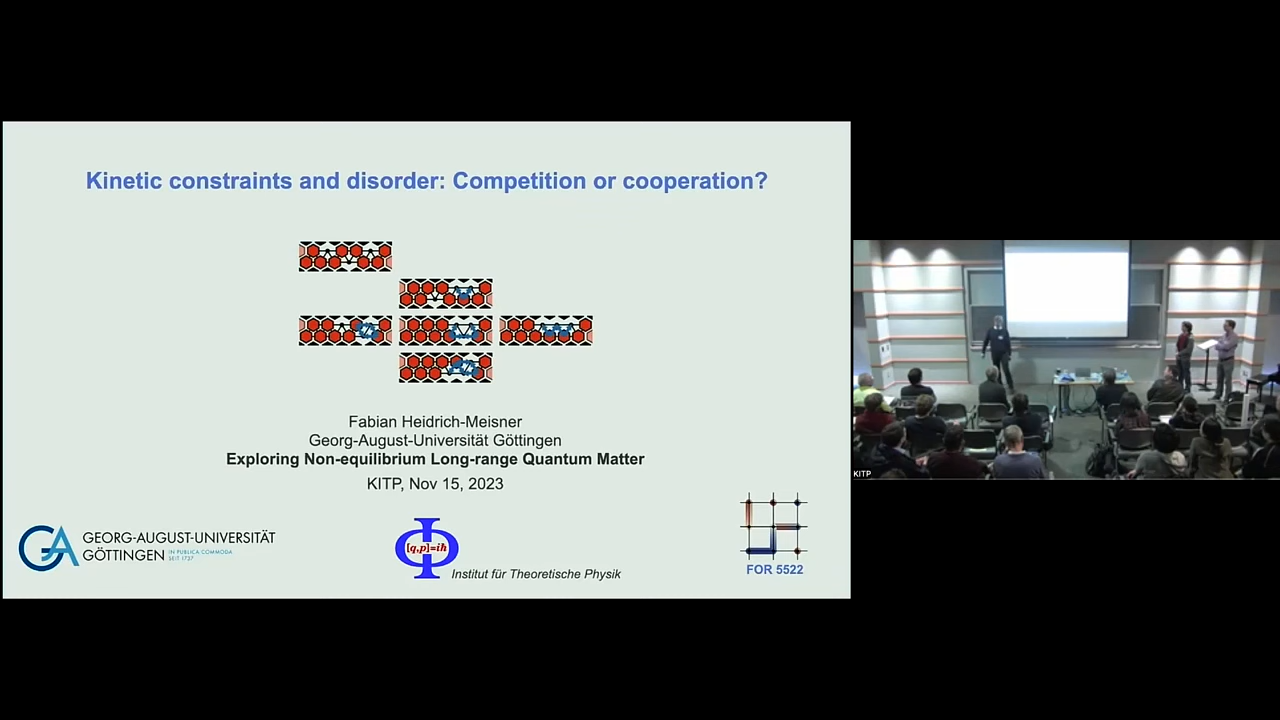 Kinetic constraints and disorder: Competition or cooperation?
Fabian Heidrich-Meisner
Georg-August-Universität Göttingen
Exploring Non-equilibrium Long-range Quantum Matter
KITP, Nov 15, 2023
GEORG-AUGUST-UNIVERSITÄT
GÖTTINGEN IN PUBLICA COMMODA
SEIT 1737
[q,p]=iħ
Institut für Theoretische Physik
FOR 5522
KITP